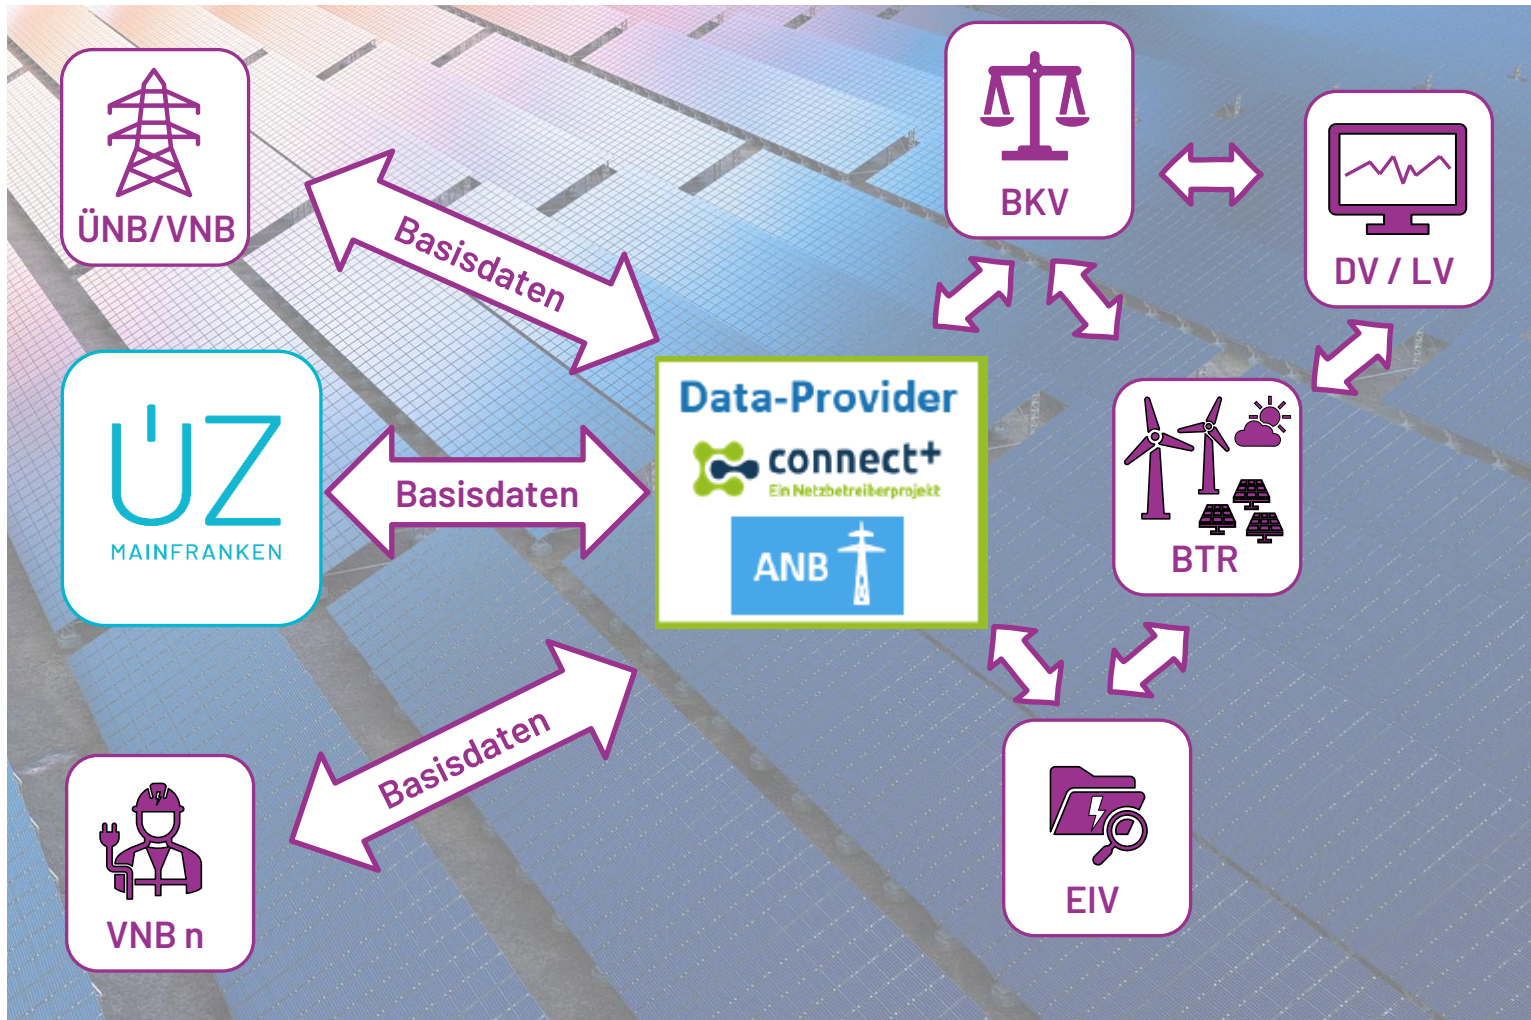 ÜNB/VNB
Basisdaten
BKV
DV / LV
ÜZ
MAINFRANKEN
Basisdaten
Data-Provider
connect+
Ein Netzbetreiberprojekt
ANB
BTR
VNB n
Basisdaten
EIV